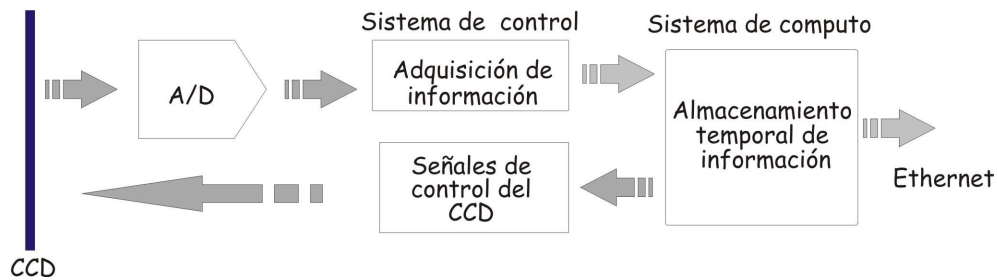 Sistema de control
Sistema de computo
A/D
Adquisición de
información
Almacenamiento
temporal de
información
Señales de
control del
CCD
Ethernet
CCD